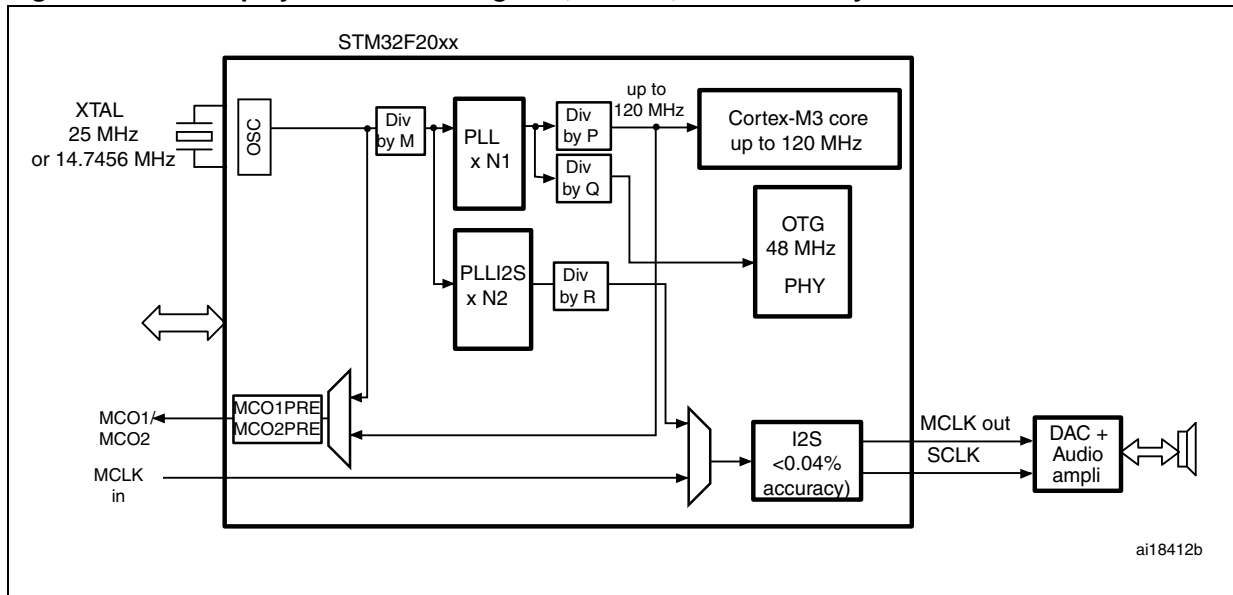 STM32F20xx
XTAL
25 MHz
or 14.7456 MHz
OSC
Div
by M
PLL
x N1
Div
by P
up to
120 MHz
Cortex-M3 core
up to 120 MHz
Div
by Q
OTG
48 MHz
PHY
PLLI2S
x N2
Div
by R
MCO1/
MCO2
MCO1PRE
MCO2PRE
MCLK
in
I2S
<0.04%
accuracy)
MCLK out
SCLK
DAC +
Audio
ampli
ai18412b